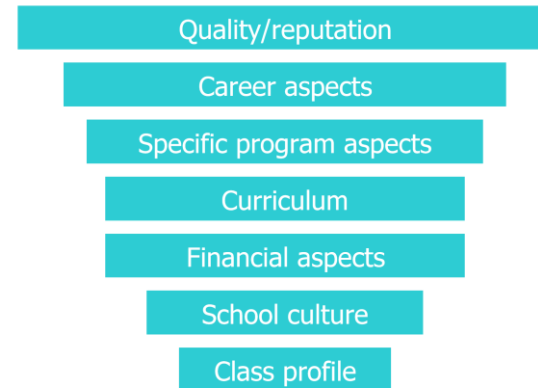 Quality/reputation
Career aspects
Specific program aspects
Curriculum
Financial aspects
School culture
Class profile